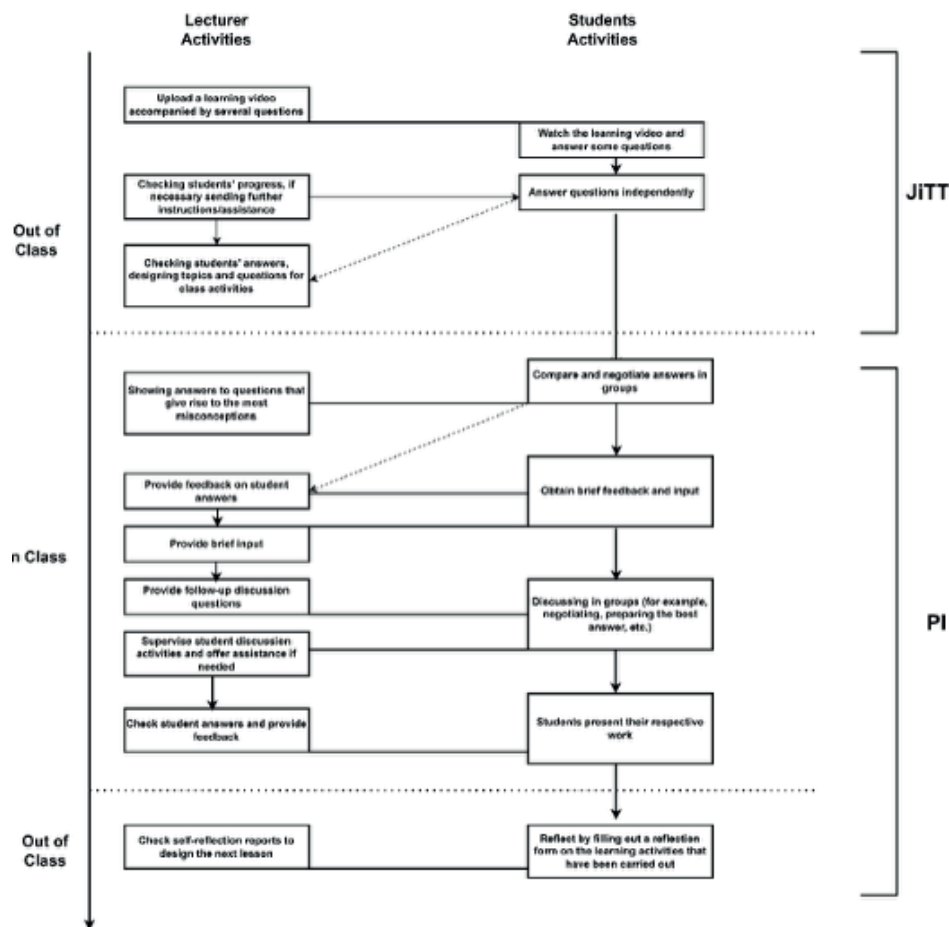 Lecturer
Activities
Students
Activities
Upload a learning video
accompanied by several questions
Watch the learning video and
answer some questions
Checking students' progress, if
necessary sending further
instructions/assistance
Answer questions independently
JiTT
Out of
Class
Checking students' answers,
designing topics and questions for
class activities
Compare and negotiate answers in
groups
Showing answers to questions that
give rise to the most
misconceptions
Provide feedback on student
answers
Obtain brief feedback and input
n Class
Provide brief input
Provide follow-up discussion
questions
Discussing in groups (for example,
negotiating, preparing the best
answer, etc.)
PI
Supervise student discussion
activities and offer assistance if
needed
Check student answers and provide
feedback
Students present their respective
work
Out of
Class
Check self-reflection reports to
design the next lesson
Reflect by filling out a reflection
form on the learning activities that
have been carried out